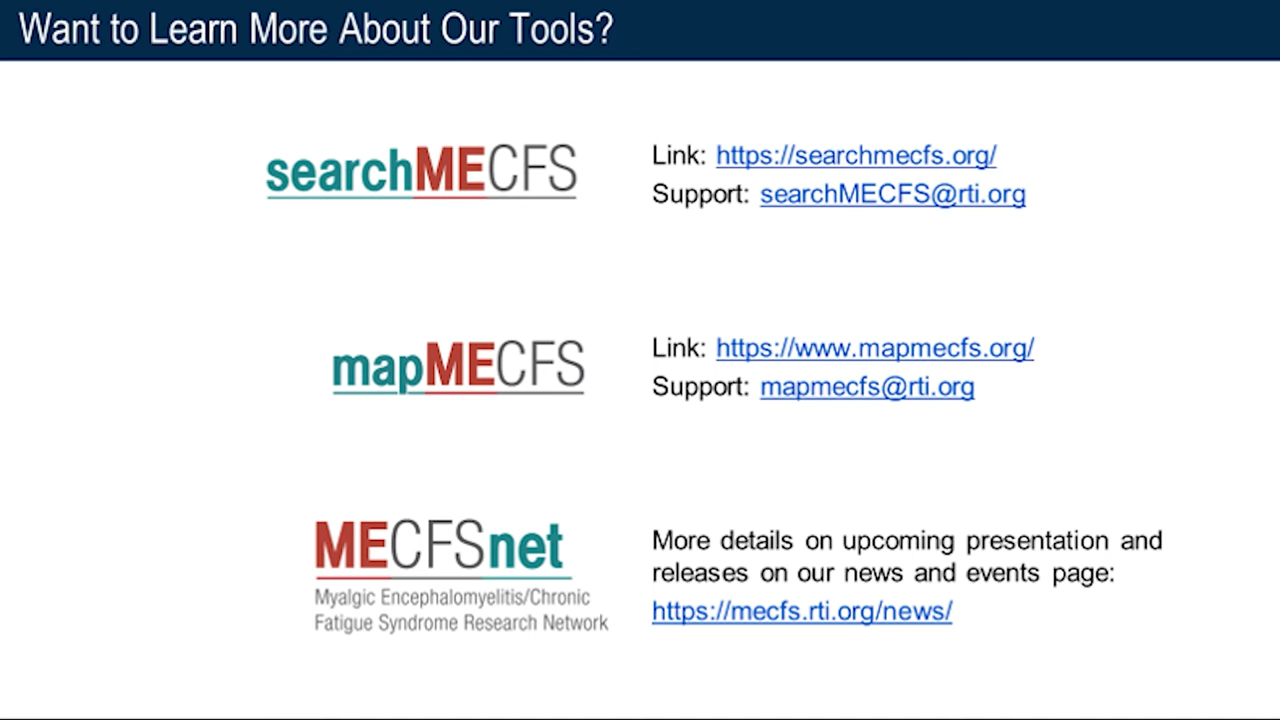 Want to Learn More About Our Tools?
searchMECFS
Link: https://searchmecfs.org/
Support: searchMECFS@rti.org
mapMECFS
Link: https://www.mapmecfs.org/
Support: mapmecfs@rti.org
MECFSnet
Myalgic Encephalomyelitis/Chronic
Fatigue Syndrome Research Network
More details on upcoming presentation and
releases on our news and events page:
https://mecfs.rti.org/news/